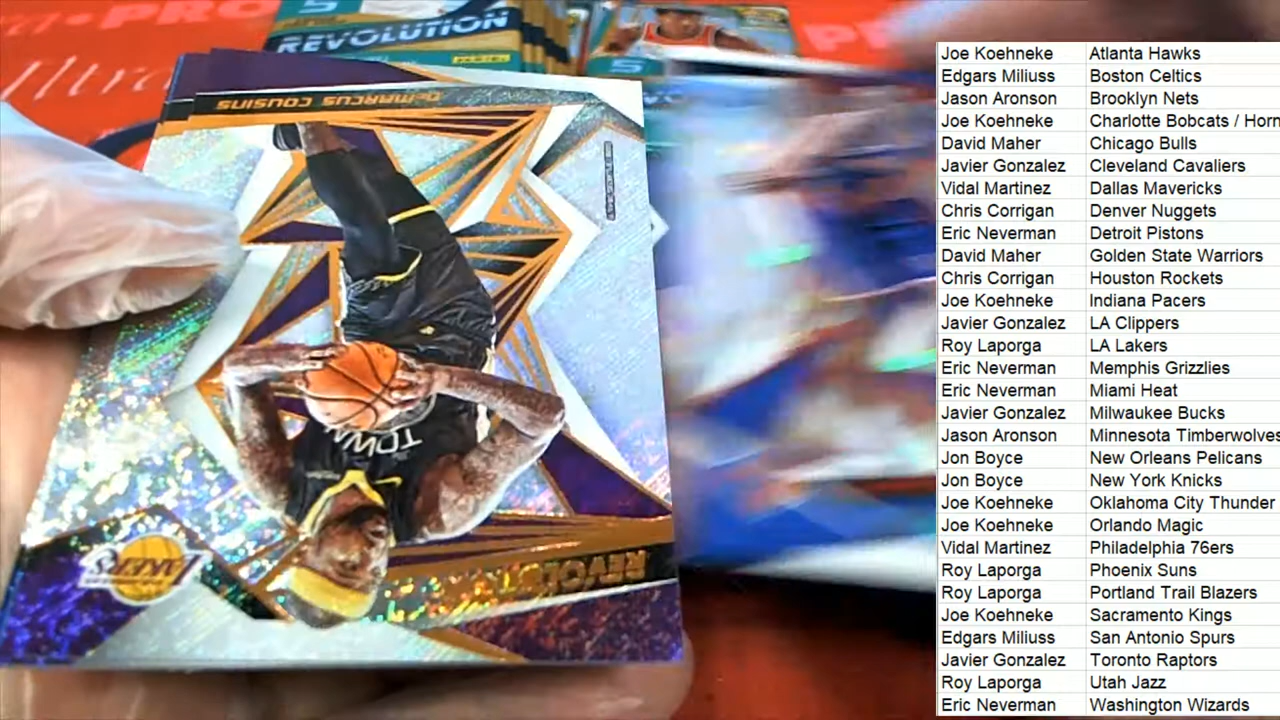 5
REVOLUTION
5
DeMARCUS COUSINS
TOWN
LAKERS
REVOLUTION
Joe Koehneke Atlanta Hawks
Edgars Miliuss Boston Celtics
Jason Aronson Brooklyn Nets
Joe Koehneke Charlotte Bobcats / Horn
David Maher Chicago Bulls
Javier Gonzalez Cleveland Cavaliers
Vidal Martinez Dallas Mavericks
Chris Corrigan Denver Nuggets
Eric Neverman Detroit Pistons
David Maher Golden State Warriors
Chris Corrigan Houston Rockets
Joe Koehneke Indiana Pacers
Javier Gonzalez LA Clippers
Roy Laporga LA Lakers
Eric Neverman Memphis Grizzlies
Eric Neverman Miami Heat
Javier Gonzalez Milwaukee Bucks
Jason Aronson Minnesota Timberwolves
Jon Boyce New Orleans Pelicans
Jon Boyce New York Knicks
Joe Koehneke Oklahoma City Thunder
Joe Koehneke Orlando Magic
Vidal Martinez Philadelphia 76ers
Roy Laporga Phoenix Suns
Roy Laporga Portland Trail Blazers
Joe Koehneke Sacramento Kings
Edgars Miliuss San Antonio Spurs
Javier Gonzalez Toronto Raptors
Roy Laporga Utah Jazz
Eric Neverman Washington Wizards